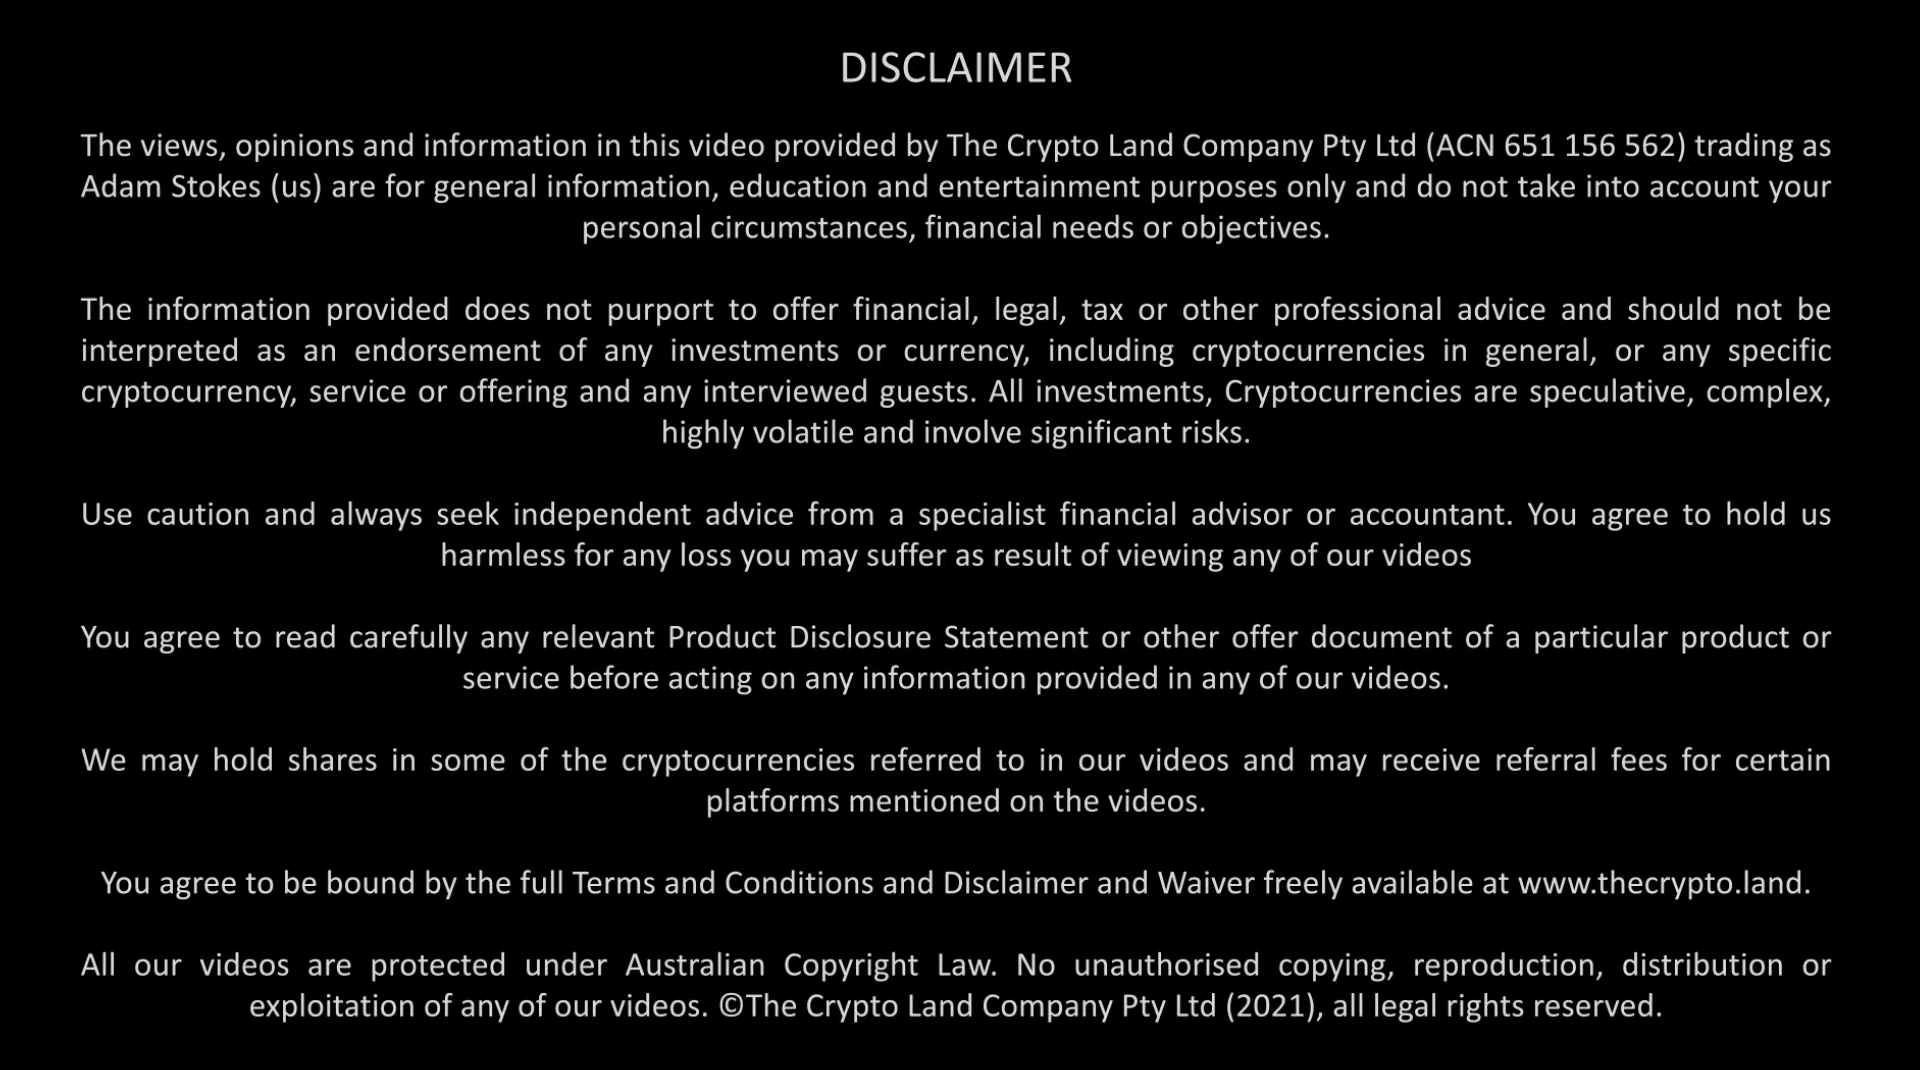 DISCLAIMER
The views, opinions and information in this video provided by The Crypto Land Company Pty Ltd (ACN 651 156 562) trading as
Adam Stokes (us) are for general information, education and entertainment purposes only and do not take into account your
personal circumstances, financial needs or objectives.
The information provided does not purport to offer financial, legal, tax or other professional advice and should not be
interpreted as an endorsement of any investments or currency, including cryptocurrencies in general, or any specific
cryptocurrency, service or offering and any interviewed guests. All investments, Cryptocurrencies are speculative, complex,
highly volatile and involve significant risks.
Use caution and always seek independent advice from a specialist financial advisor or accountant. You agree to hold us
harmless for any loss you may suffer as result of viewing any of our videos
You agree to read carefully any relevant Product Disclosure Statement or other offer document of a particular product or
service before acting on any information provided in any of our videos.
We may hold shares in some of the cryptocurrencies referred to in our videos and may receive referral fees for certain
platforms mentioned on the videos.
You agree to be bound by the full Terms and Conditions and Disclaimer and Waiver freely available at www.thecrypto.land.
All our videos are protected under Australian Copyright Law. No unauthorised copying, reproduction, distribution or
exploitation of any of our videos. ©The Crypto Land Company Pty Ltd (2021), all legal rights reserved.